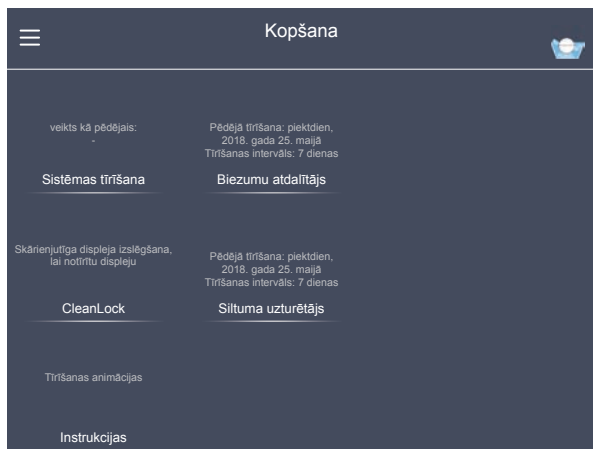 Kopšana
veikts kā pēdējais:
-
Sistēmas tīrīšana
Pēdējā tīrīšana: piektdien,
2018. gada 25. maijā
Tīrīšanas intervāls: 7 dienas
Biezumu atdalītājs
Skārienjutīga displeja izslēgšana,
lai notīrītu displeju
CleanLock
Pēdējā tīrīšana: piektdien,
2018. gada 25. maijā
Tīrīšanas intervāls: 7 dienas
Siltuma uzturētājs
Tīrīšanas animācijas
Instrukcijas